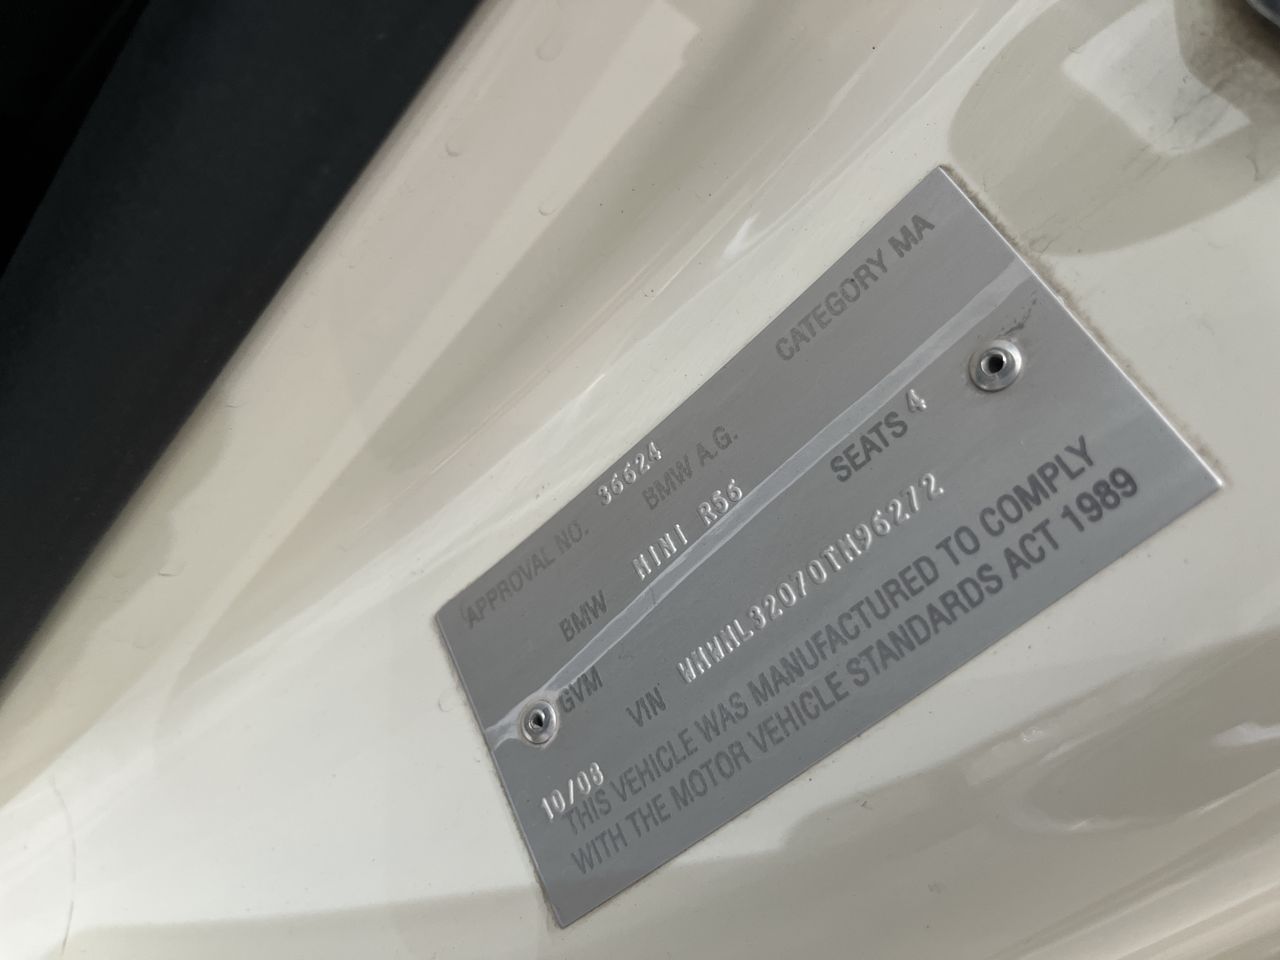 APPROVAL NO. 36624 CATEGORY MA
BMW BMW A.G.
MINI R56
GVM SEATS 4
VIN WMWML32070TM96272
10/08
THIS VEHICLE WAS MANUFACTURED TO COMPLY
WITH THE MOTOR VEHICLE STANDARDS ACT 1989